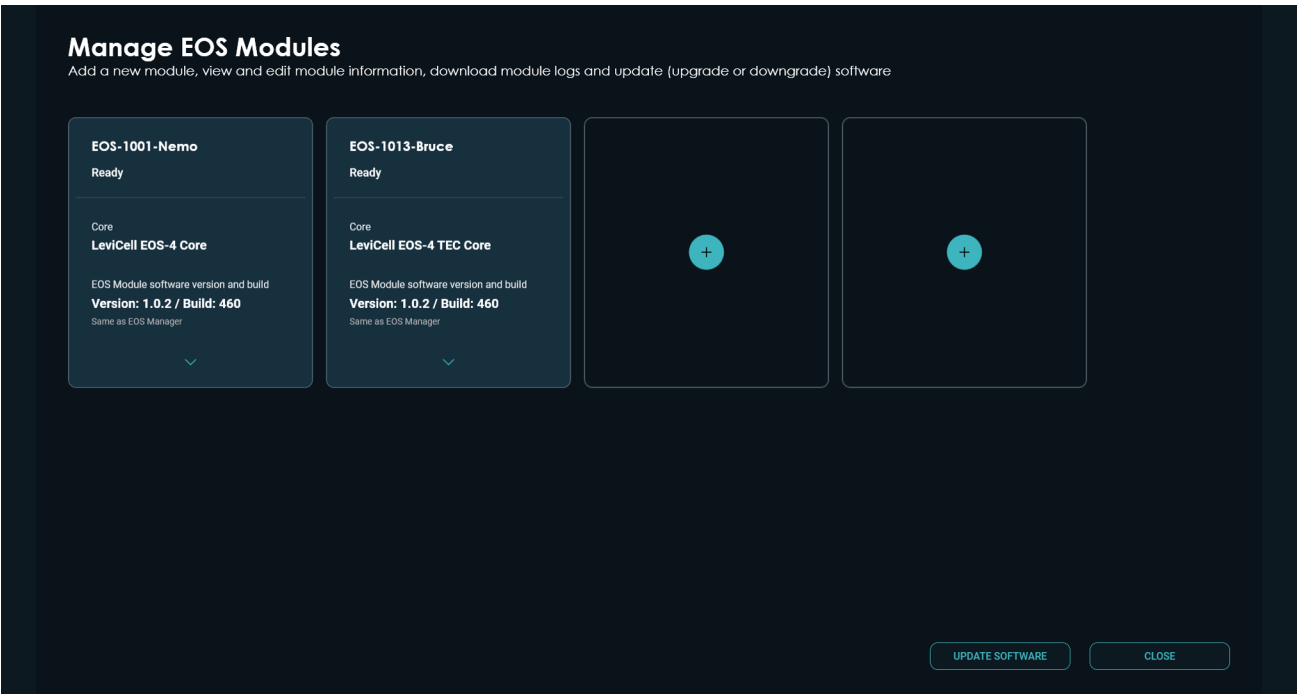 Manage EOS Modules
Add a new module, view and edit module information, download module logs and update (upgrade or downgrade) software
EOS-1001-Nemo
Ready
Core
LeviCell EOS-4 Core
EOS Module software version and build
Version: 1.0.2 / Build: 460
Same as EOS Manager
EOS-1013-Bruce
Ready
Core
LeviCell EOS-4 TEC Core
EOS Module software version and build
Version: 1.0.2 / Build: 460
Same as EOS Manager
+
+
UPDATE SOFTWARE
CLOSE